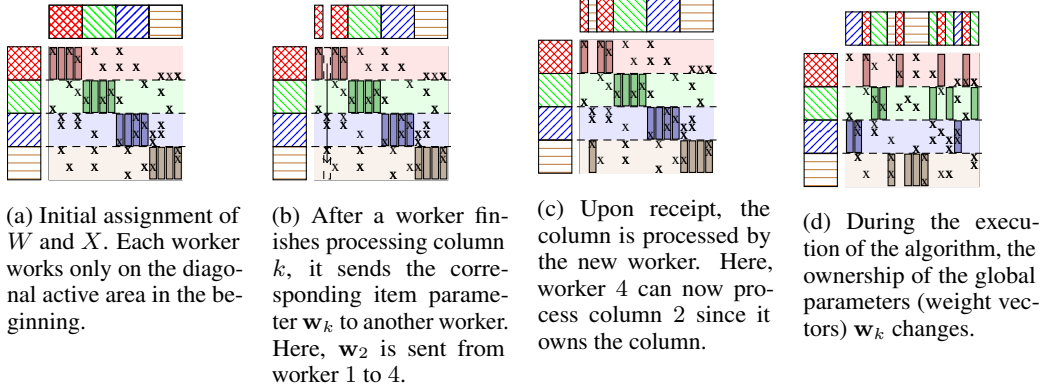 (a) Initial assignment of
W and X. Each worker
works only on the diago-
nal active area in the be-
ginning.
(b) After a worker fin-
ishes processing column
k, it sends the corre-
sponding item parame-
ter w_k to another worker.
Here, w_2 is sent from
worker 1 to 4.
(c) Upon receipt, the
column is processed by
the new worker. Here,
worker 4 can now pro-
cess column 2 since it
owns the column.
(d) During the execu-
tion of the algorithm, the
ownership of the global
parameters (weight vec-
tors) w_k changes.